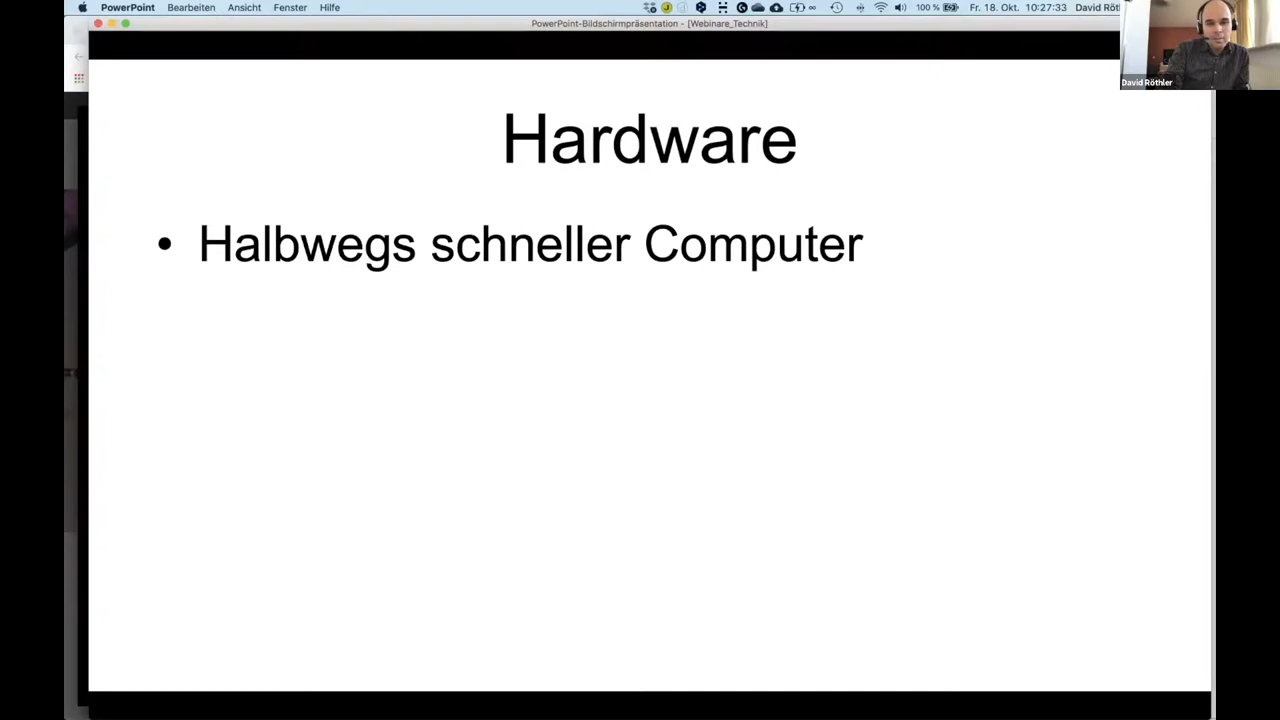 PowerPoint Bearbeiten Ansicht Fenster Hilfe 100 % Fr. 18. Okt. 10:27:33 David Röt
PowerPoint-Bildschirmpräsentation - [Webinare_Technik]
David Röthler
Hardware
• Halbwegs schneller Computer